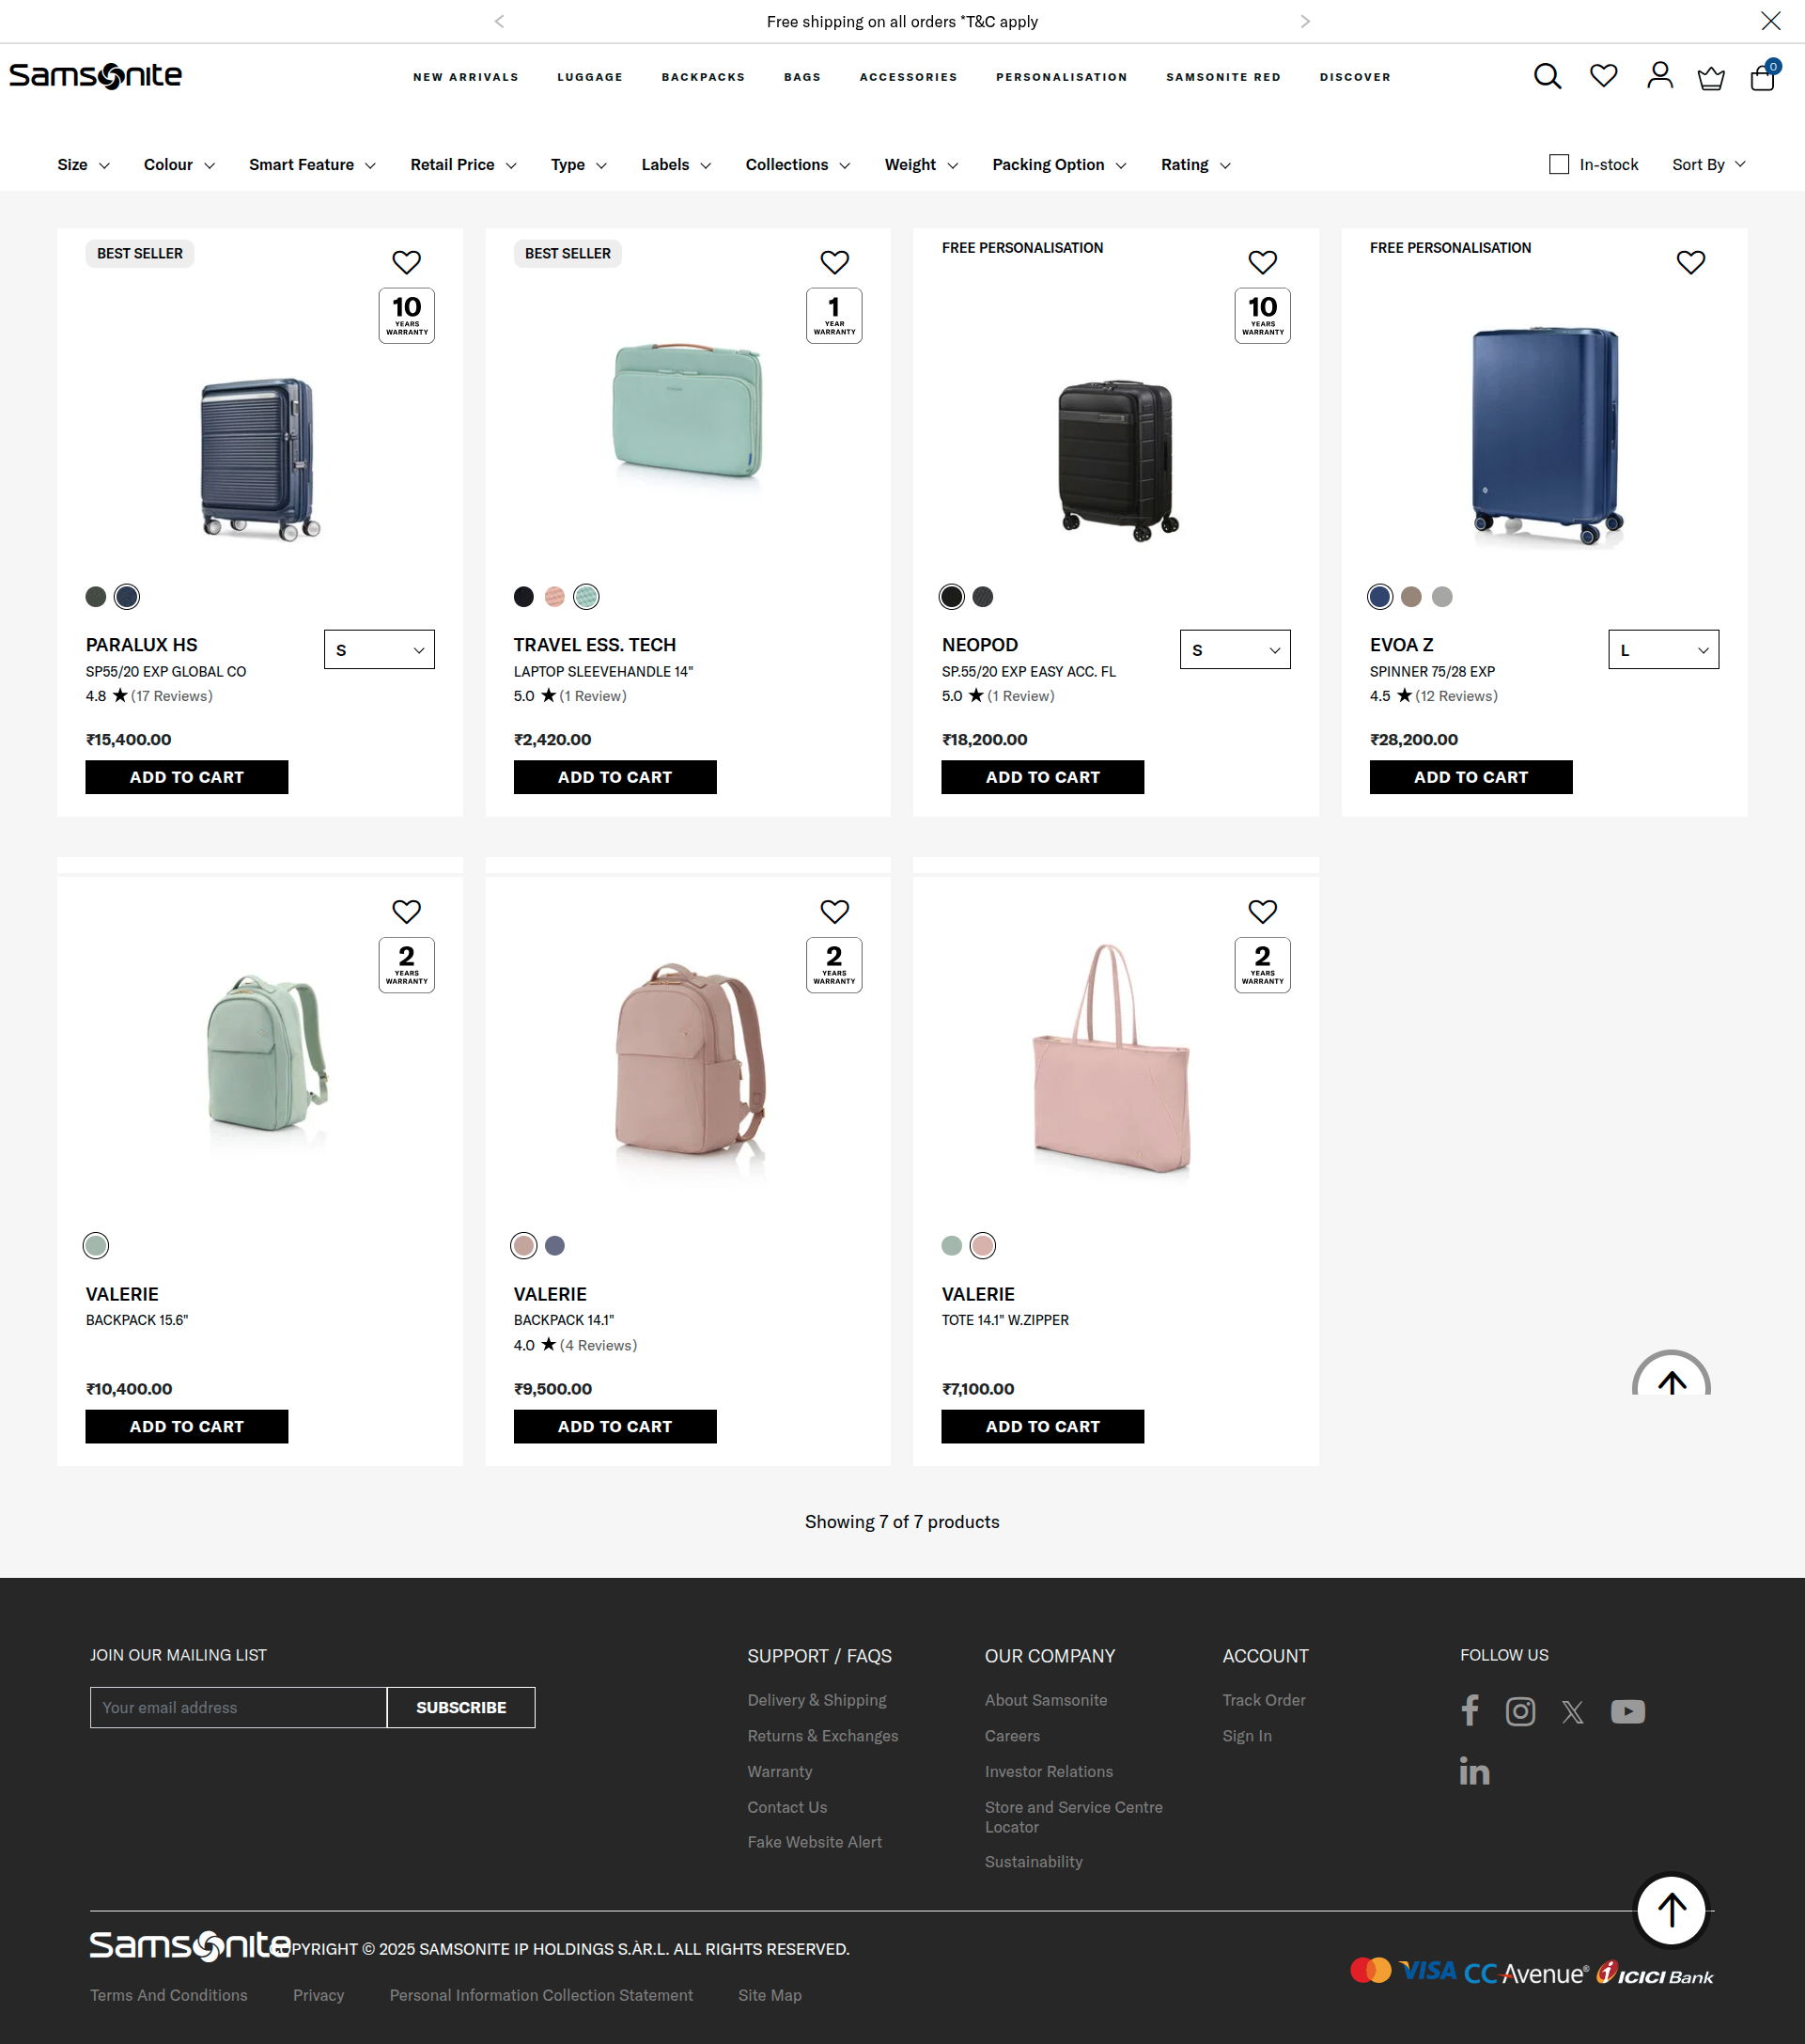 Free shipping on all orders *T&C apply
Samsonite
NEW ARRIVALS LUGGAGE BACKPACKS BAGS ACCESSORIES PERSONALISATION SAMSONITE RED DISCOVER
0
Size Colour Smart Feature Retail Price Type Labels Collections Weight Packing Option Rating In-stock Sort By
BEST SELLER
10
YEARS
WARRANTY
PARALUX HS
S
SP55/20 EXP GLOBAL CO
4.8 ★ (17 Reviews)
₹15,400.00
ADD TO CART
BEST SELLER
1
YEAR
WARRANTY
TRAVEL ESS. TECH
LAPTOP SLEEVEHANDLE 14"
5.0 ★ (1 Review)
₹2,420.00
ADD TO CART
FREE PERSONALISATION
10
YEARS
WARRANTY
NEOPOD
S
SP.55/20 EXP EASY ACC. FL
5.0 ★ (1 Review)
₹18,200.00
ADD TO CART
FREE PERSONALISATION
EVOA Z
L
SPINNER 75/28 EXP
4.5 ★ (12 Reviews)
₹28,200.00
ADD TO CART
2
YEARS
WARRANTY
VALERIE
BACKPACK 15.6"
₹10,400.00
ADD TO CART
2
YEARS
WARRANTY
VALERIE
BACKPACK 14.1"
4.0 ★ (4 Reviews)
₹9,500.00
ADD TO CART
2
YEARS
WARRANTY
VALERIE
TOTE 14.1" W.ZIPPER
₹7,100.00
ADD TO CART
Showing 7 of 7 products
JOIN OUR MAILING LIST
Your email address
SUBSCRIBE
SUPPORT / FAQS
Delivery & Shipping
Returns & Exchanges
Warranty
Contact Us
Fake Website Alert
OUR COMPANY
About Samsonite
Careers
Investor Relations
Store and Service Centre
Locator
Sustainability
ACCOUNT
Track Order
Sign In
FOLLOW US
Samsonite
COPYRIGHT © 2025 SAMSONITE IP HOLDINGS S.ÀR.L. ALL RIGHTS RESERVED.
Terms And Conditions Privacy Personal Information Collection Statement Site Map
VISA CCAvenue® ICICI Bank